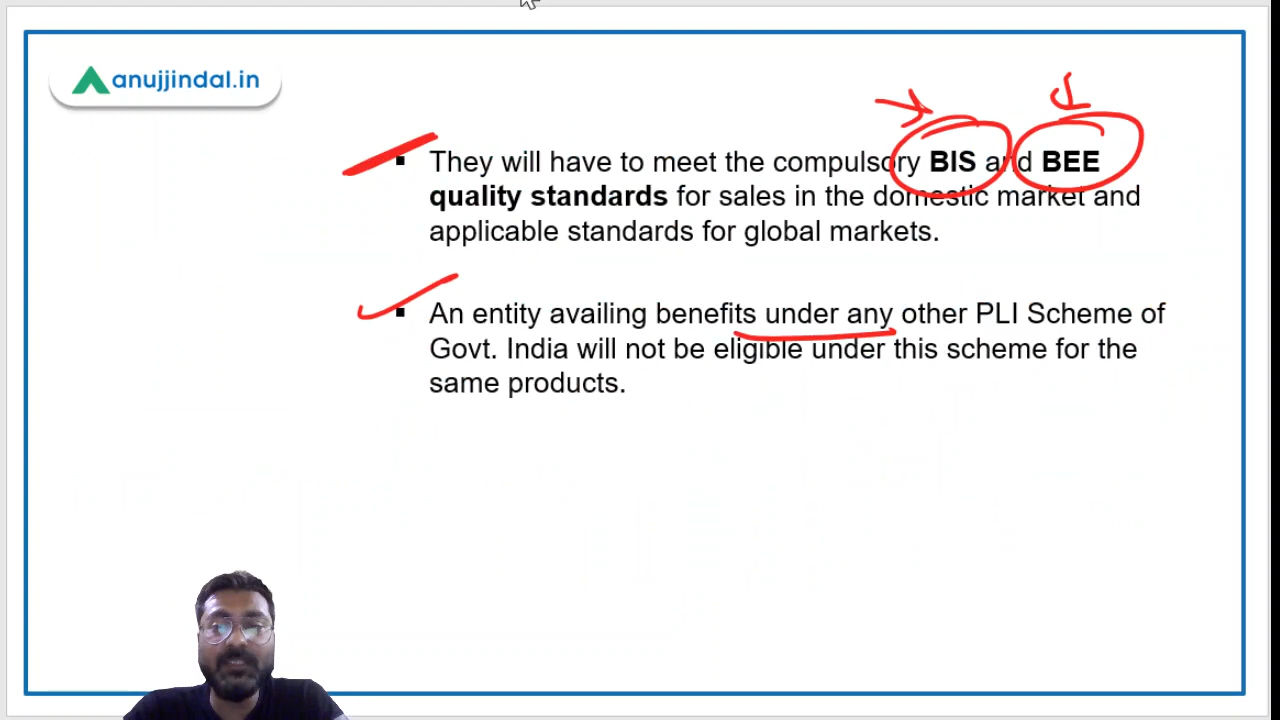 anujjindal.in
▪ They will have to meet the compulsory BIS and BEE
quality standards for sales in the domestic market and
applicable standards for global markets.
▪ An entity availing benefits under any other PLI Scheme of
Govt. India will not be eligible under this scheme for the
same products.